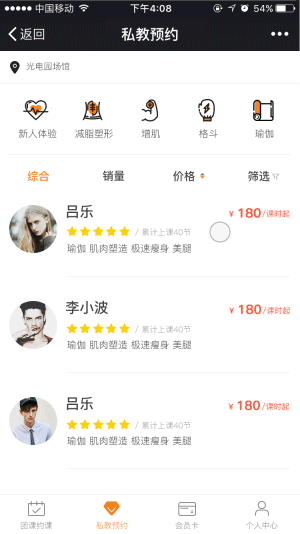 中国移动 下午4:08 54%
返回 私教预约
光电园场馆
新人体验 减脂塑形 增肌 格斗 瑜伽
综合 销量 价格 筛选
吕乐 ¥ 180/课时起
/ 累计上课40节
瑜伽 肌肉塑造 极速瘦身 美腿
李小波 ¥ 180/课时起
/ 累计上课40节
瑜伽 肌肉塑造 极速瘦身 美腿
吕乐 ¥ 180/课时起
/ 累计上课40节
瑜伽 肌肉塑造 极速瘦身 美腿
团课约课 私教预约 会员卡 个人中心